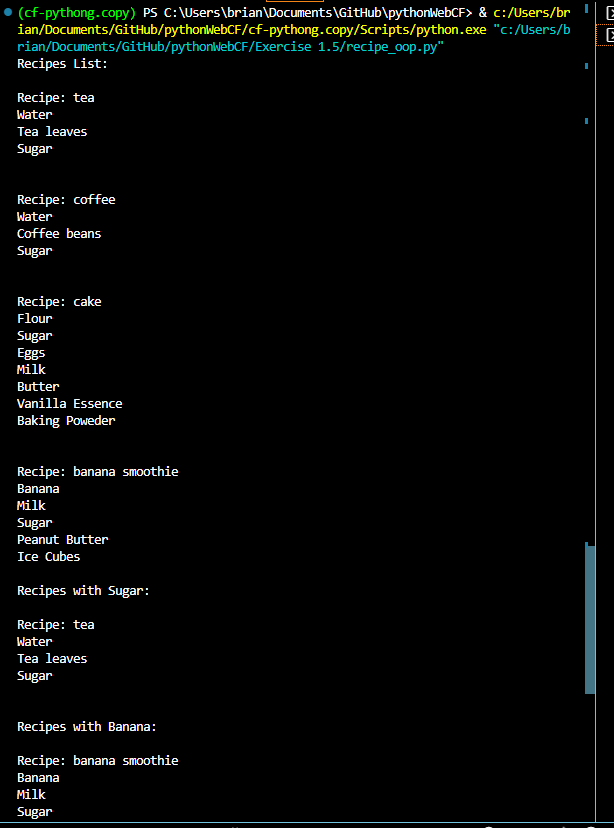 (cf-pythong.copy) PS C:\Users\brian\Documents\GitHub\pythonWebCF> & c:/Users/br
ian/Documents/GitHub/pythonWebCF/cf-pythong.copy/Scripts/python.exe "c:/Users/b
rian/Documents/GitHub/pythonWebCF/Exercise 1.5/recipe_oop.py"
Recipes List:
Recipe: tea
Water
Tea leaves
Sugar
Recipe: coffee
Water
Coffee beans
Sugar
Recipe: cake
Flour
Sugar
Eggs
Milk
Butter
Vanilla Essence
Baking Poweder
Recipe: banana smoothie
Banana
Milk
Sugar
Peanut Butter
Ice Cubes
Recipes with Sugar:
Recipe: tea
Water
Tea leaves
Sugar
Recipes with Banana:
Recipe: banana smoothie
Banana
Milk
Sugar